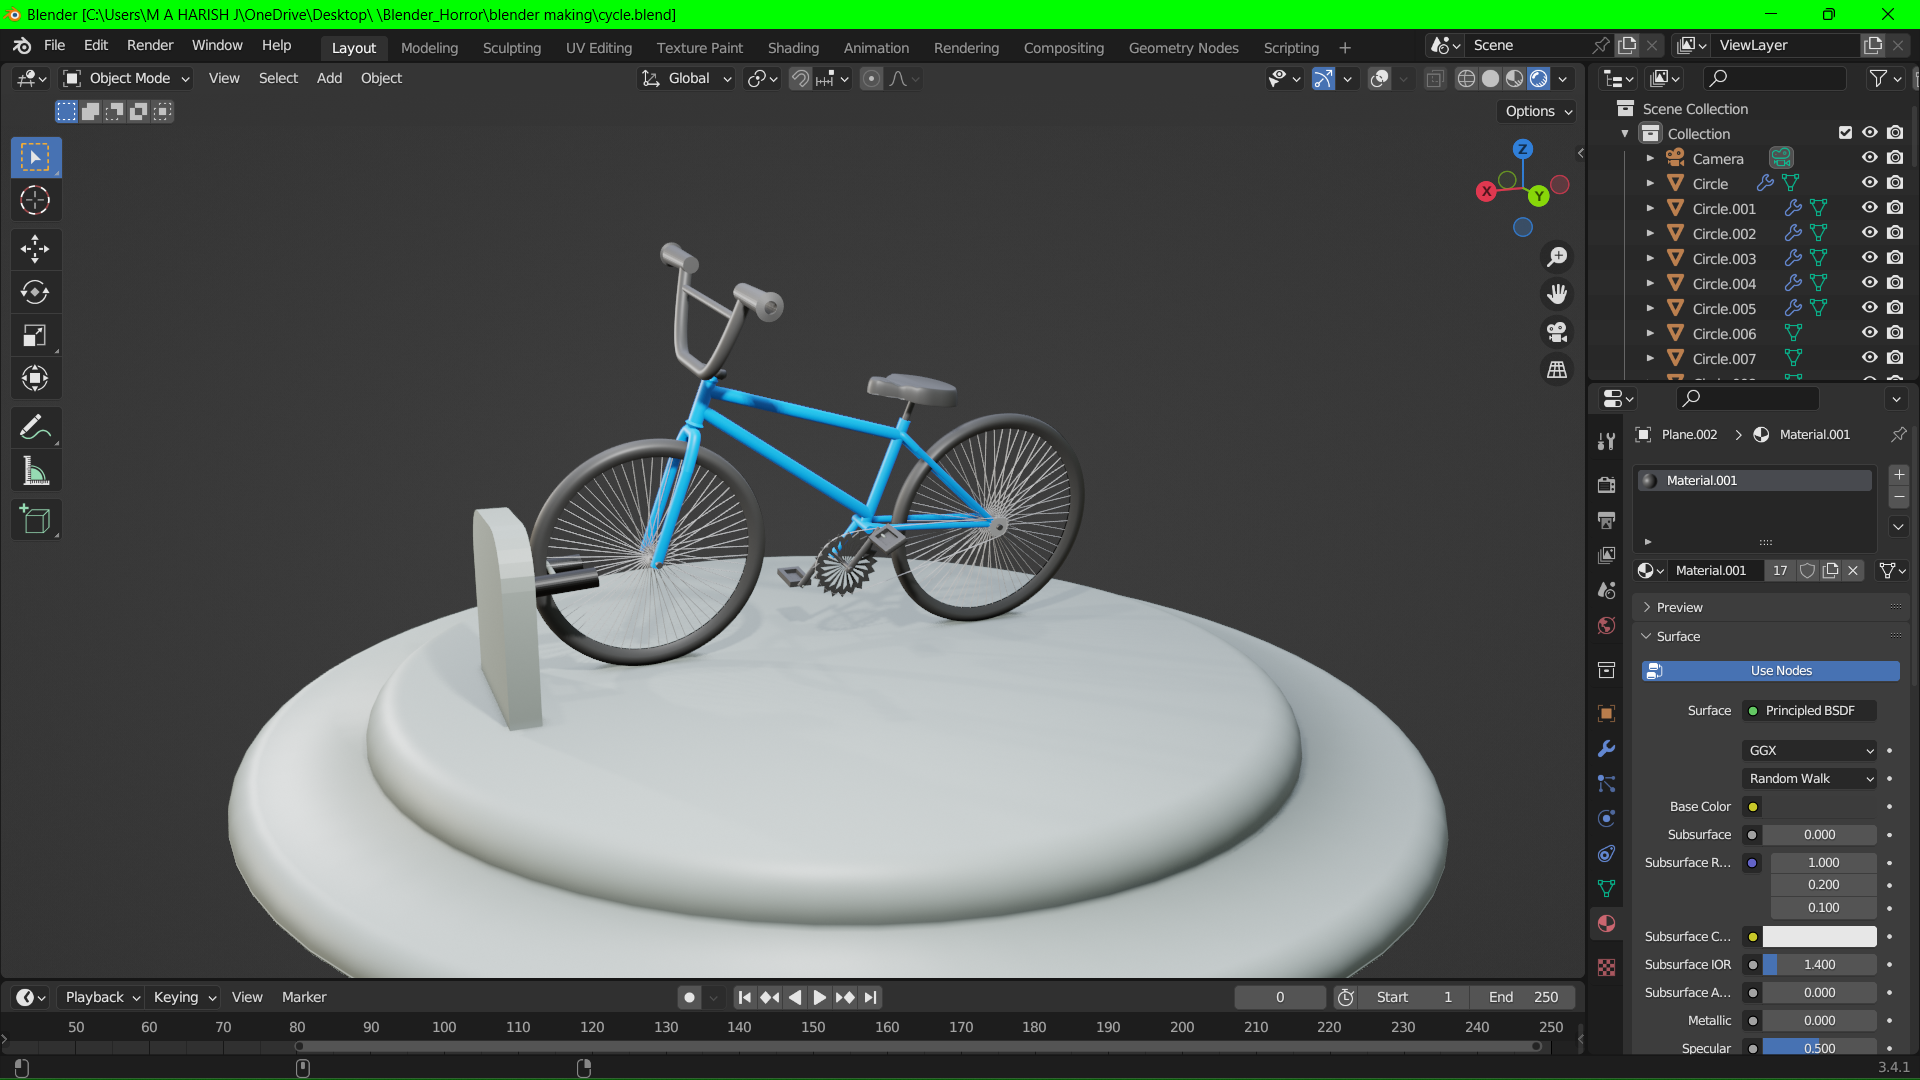 Blender [C:\Users\M A HARISH J\OneDrive\Desktop\ \Blender_Horror\blender making\cycle.blend]
File Edit Render Window Help Layout Modeling Sculpting UV Editing Texture Paint Shading Animation Rendering Compositing Geometry Nodes Scripting + Scene ViewLayer
Object Mode View Select Add Object Global
Options
Z
X
Y
Scene Collection
Collection
Camera
Circle
Circle.001
Circle.002
Circle.003
Circle.004
Circle.005
Circle.006
Circle.007
Plane.002 > Material.001
Material.001
Material.001 17
Preview
Surface
Use Nodes
Surface Principled BSDF
GGX
Random Walk
Base Color
Subsurface 0.000
Subsurface R... 1.000
0.200
0.100
Subsurface C...
Subsurface IOR 1.400
Subsurface A... 0.000
Metallic 0.000
Specular 0.500
Playback Keying View Marker 0 Start 1 End 250
50 60 70 80 90 100 110 120 130 140 150 160 170 180 190 200 210 220 230 240 250
3.4.1